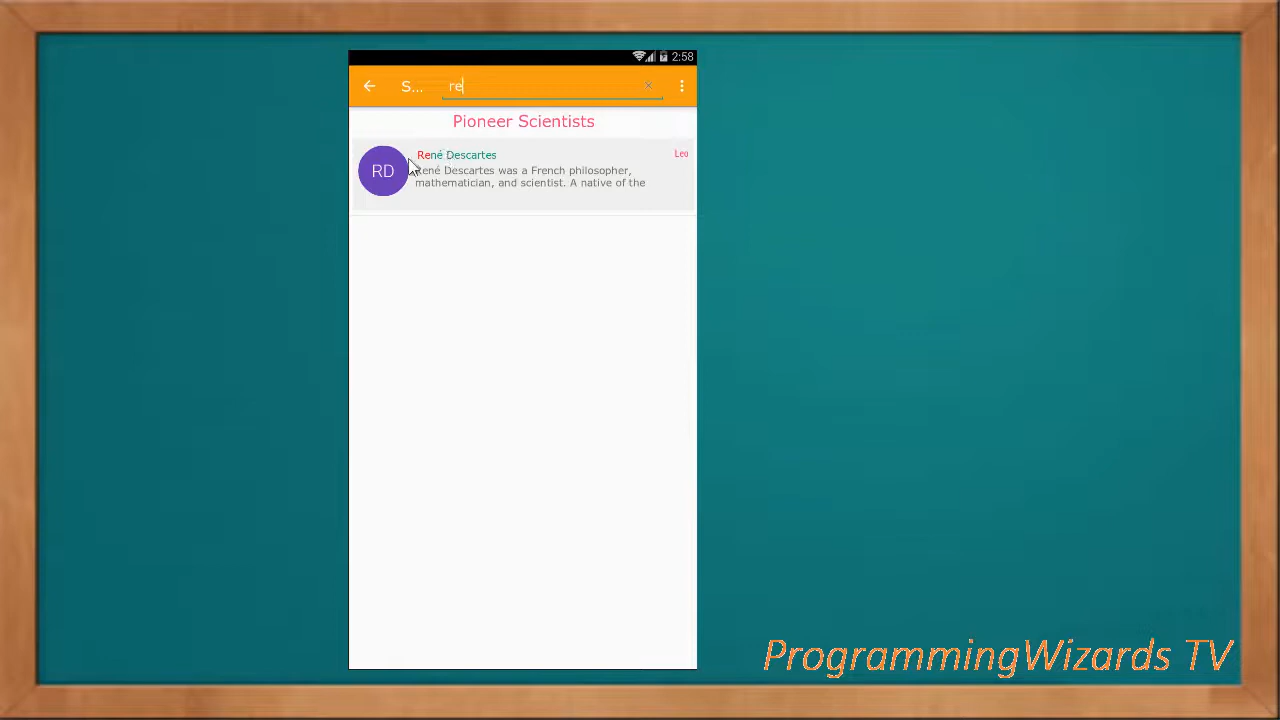 2:58
S... re
Pioneer Scientists
RD
René Descartes
Leo
René Descartes was a French philosopher,
mathematician, and scientist. A native of the
ProgrammingWizards TV